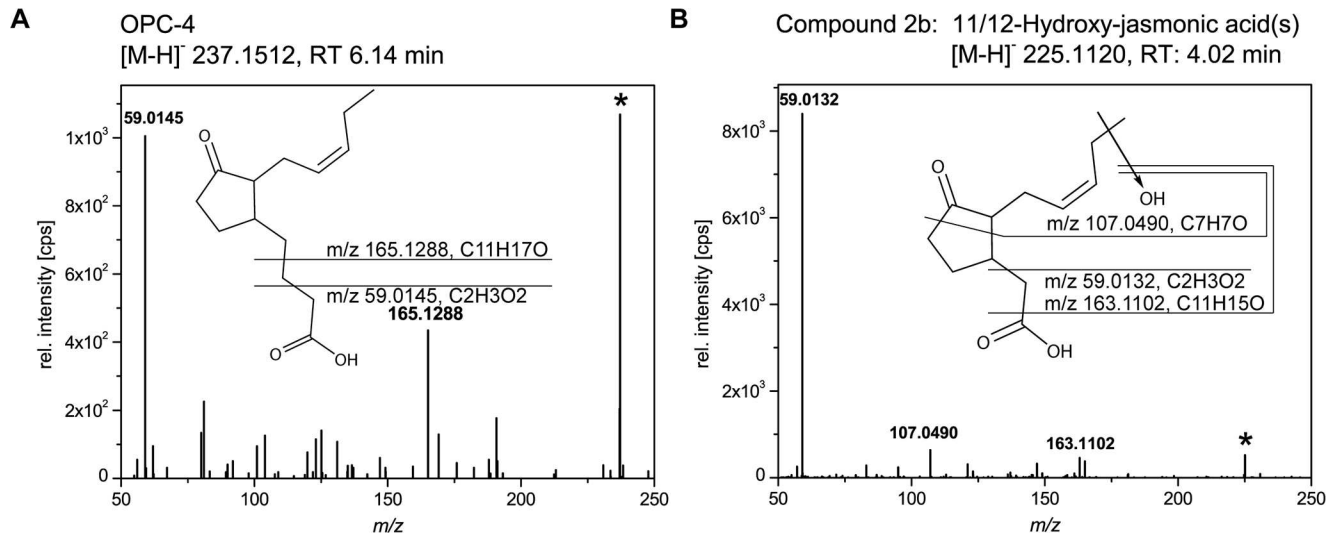 A
OPC-4
[M-H]⁻ 237.1512, RT 6.14 min
rel. intensity [cps]
1x10³
8x10²
6x10²
4x10²
2x10²
0
50
100
150
200
250
m/z
59.0145
*
O
m/z 165.1288, C11H17O
m/z 59.0145, C2H3O2
165.1288
O
OH
B
Compound 2b: 11/12-Hydroxy-jasmonic acid(s)
[M-H]⁻ 225.1120, RT: 4.02 min
rel. intensity [cps]
8x10³
6x10³
4x10³
2x10³
0
50
100
150
200
250
m/z
59.0132
O
OH
m/z 107.0490, C7H7O
m/z 59.0132, C2H3O2
m/z 163.1102, C11H15O
O
OH
107.0490
163.1102
*